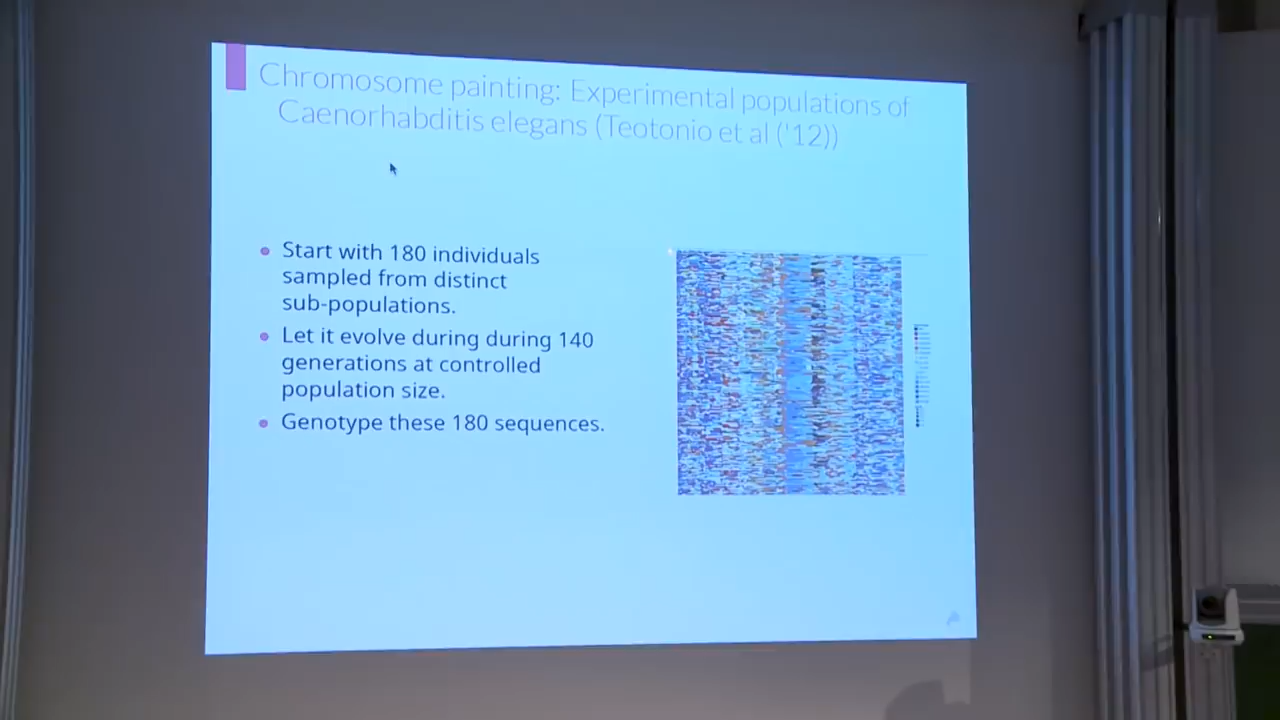 Chromosome painting: Experimental populations of
Caenorhabditis elegans (Teotonio et al ('12))
Start with 180 individuals
sampled from distinct
sub-populations.
Let it evolve during during 140
generations at controlled
population size.
Genotype these 180 sequences.